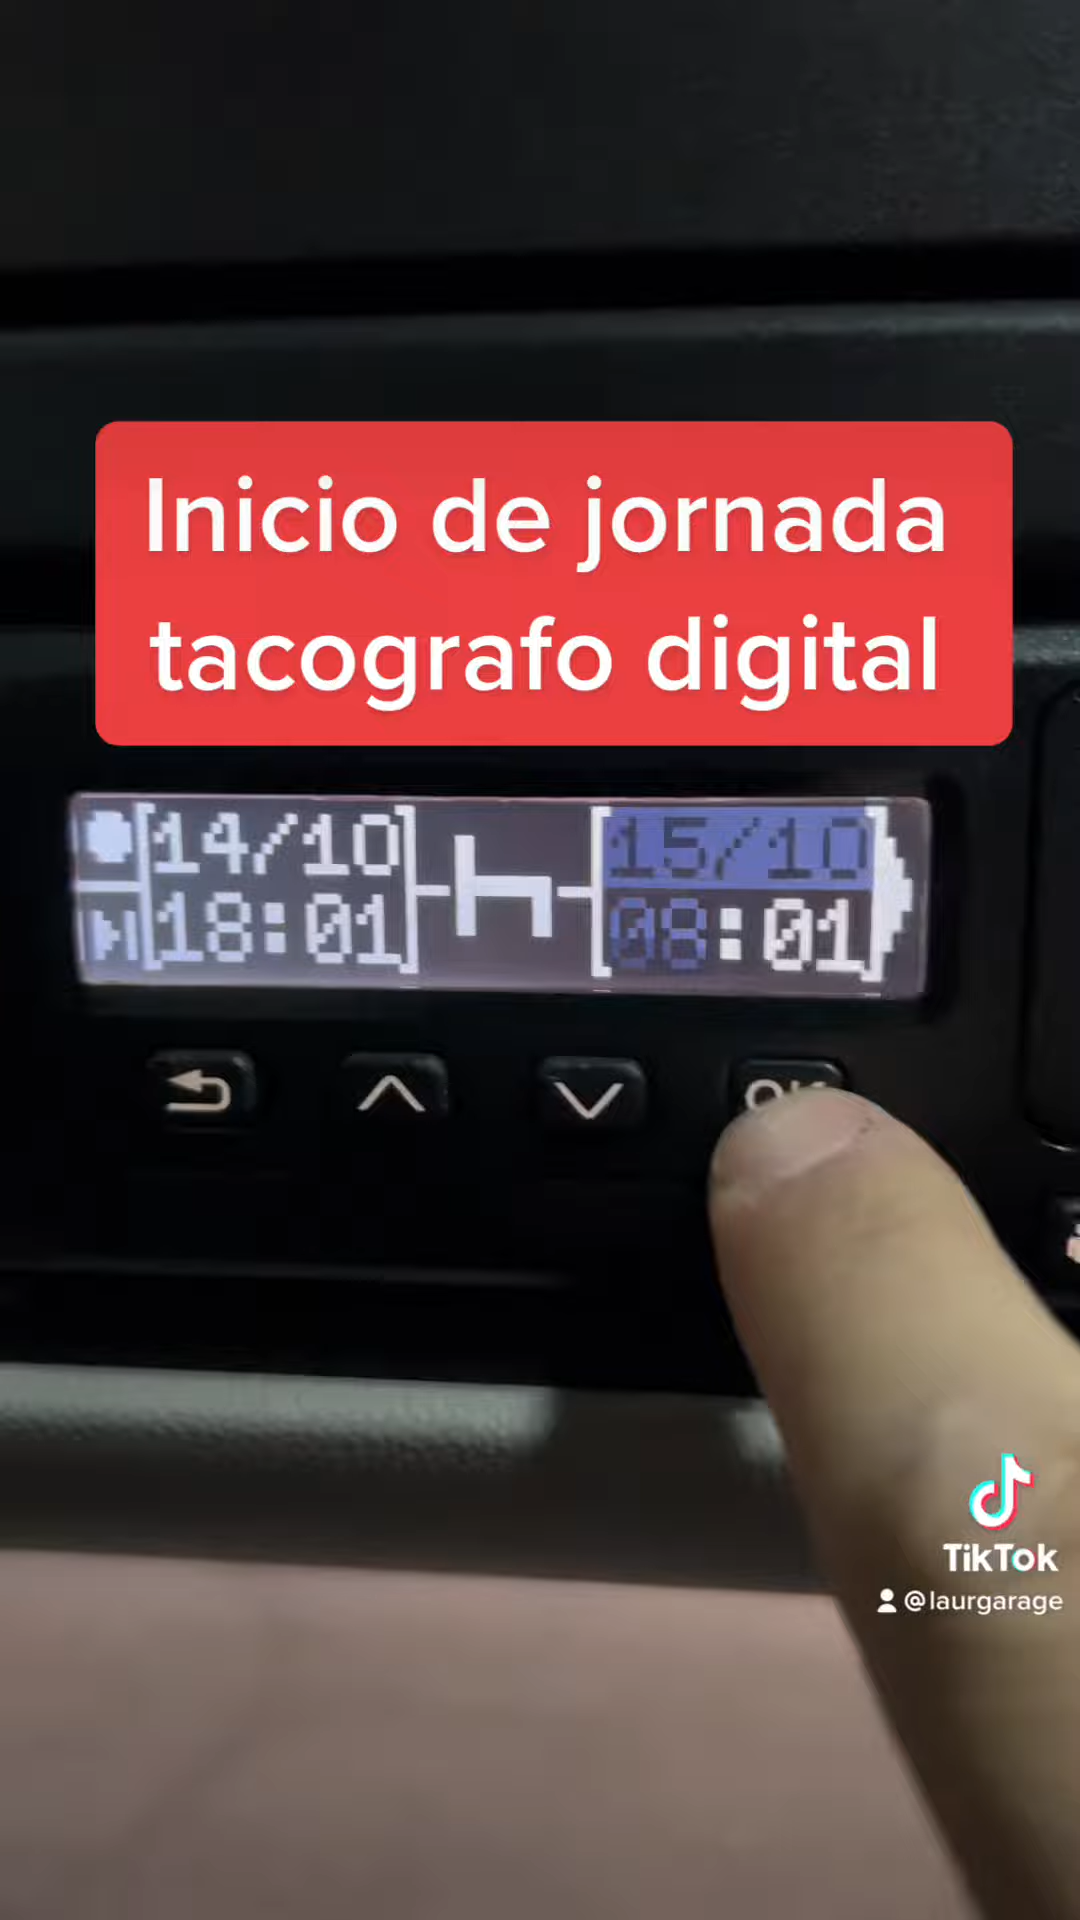 Inicio de jornada
tacografo digital
14/10 15/10
18:01 08:01
OK
TikTok
@laurgarage